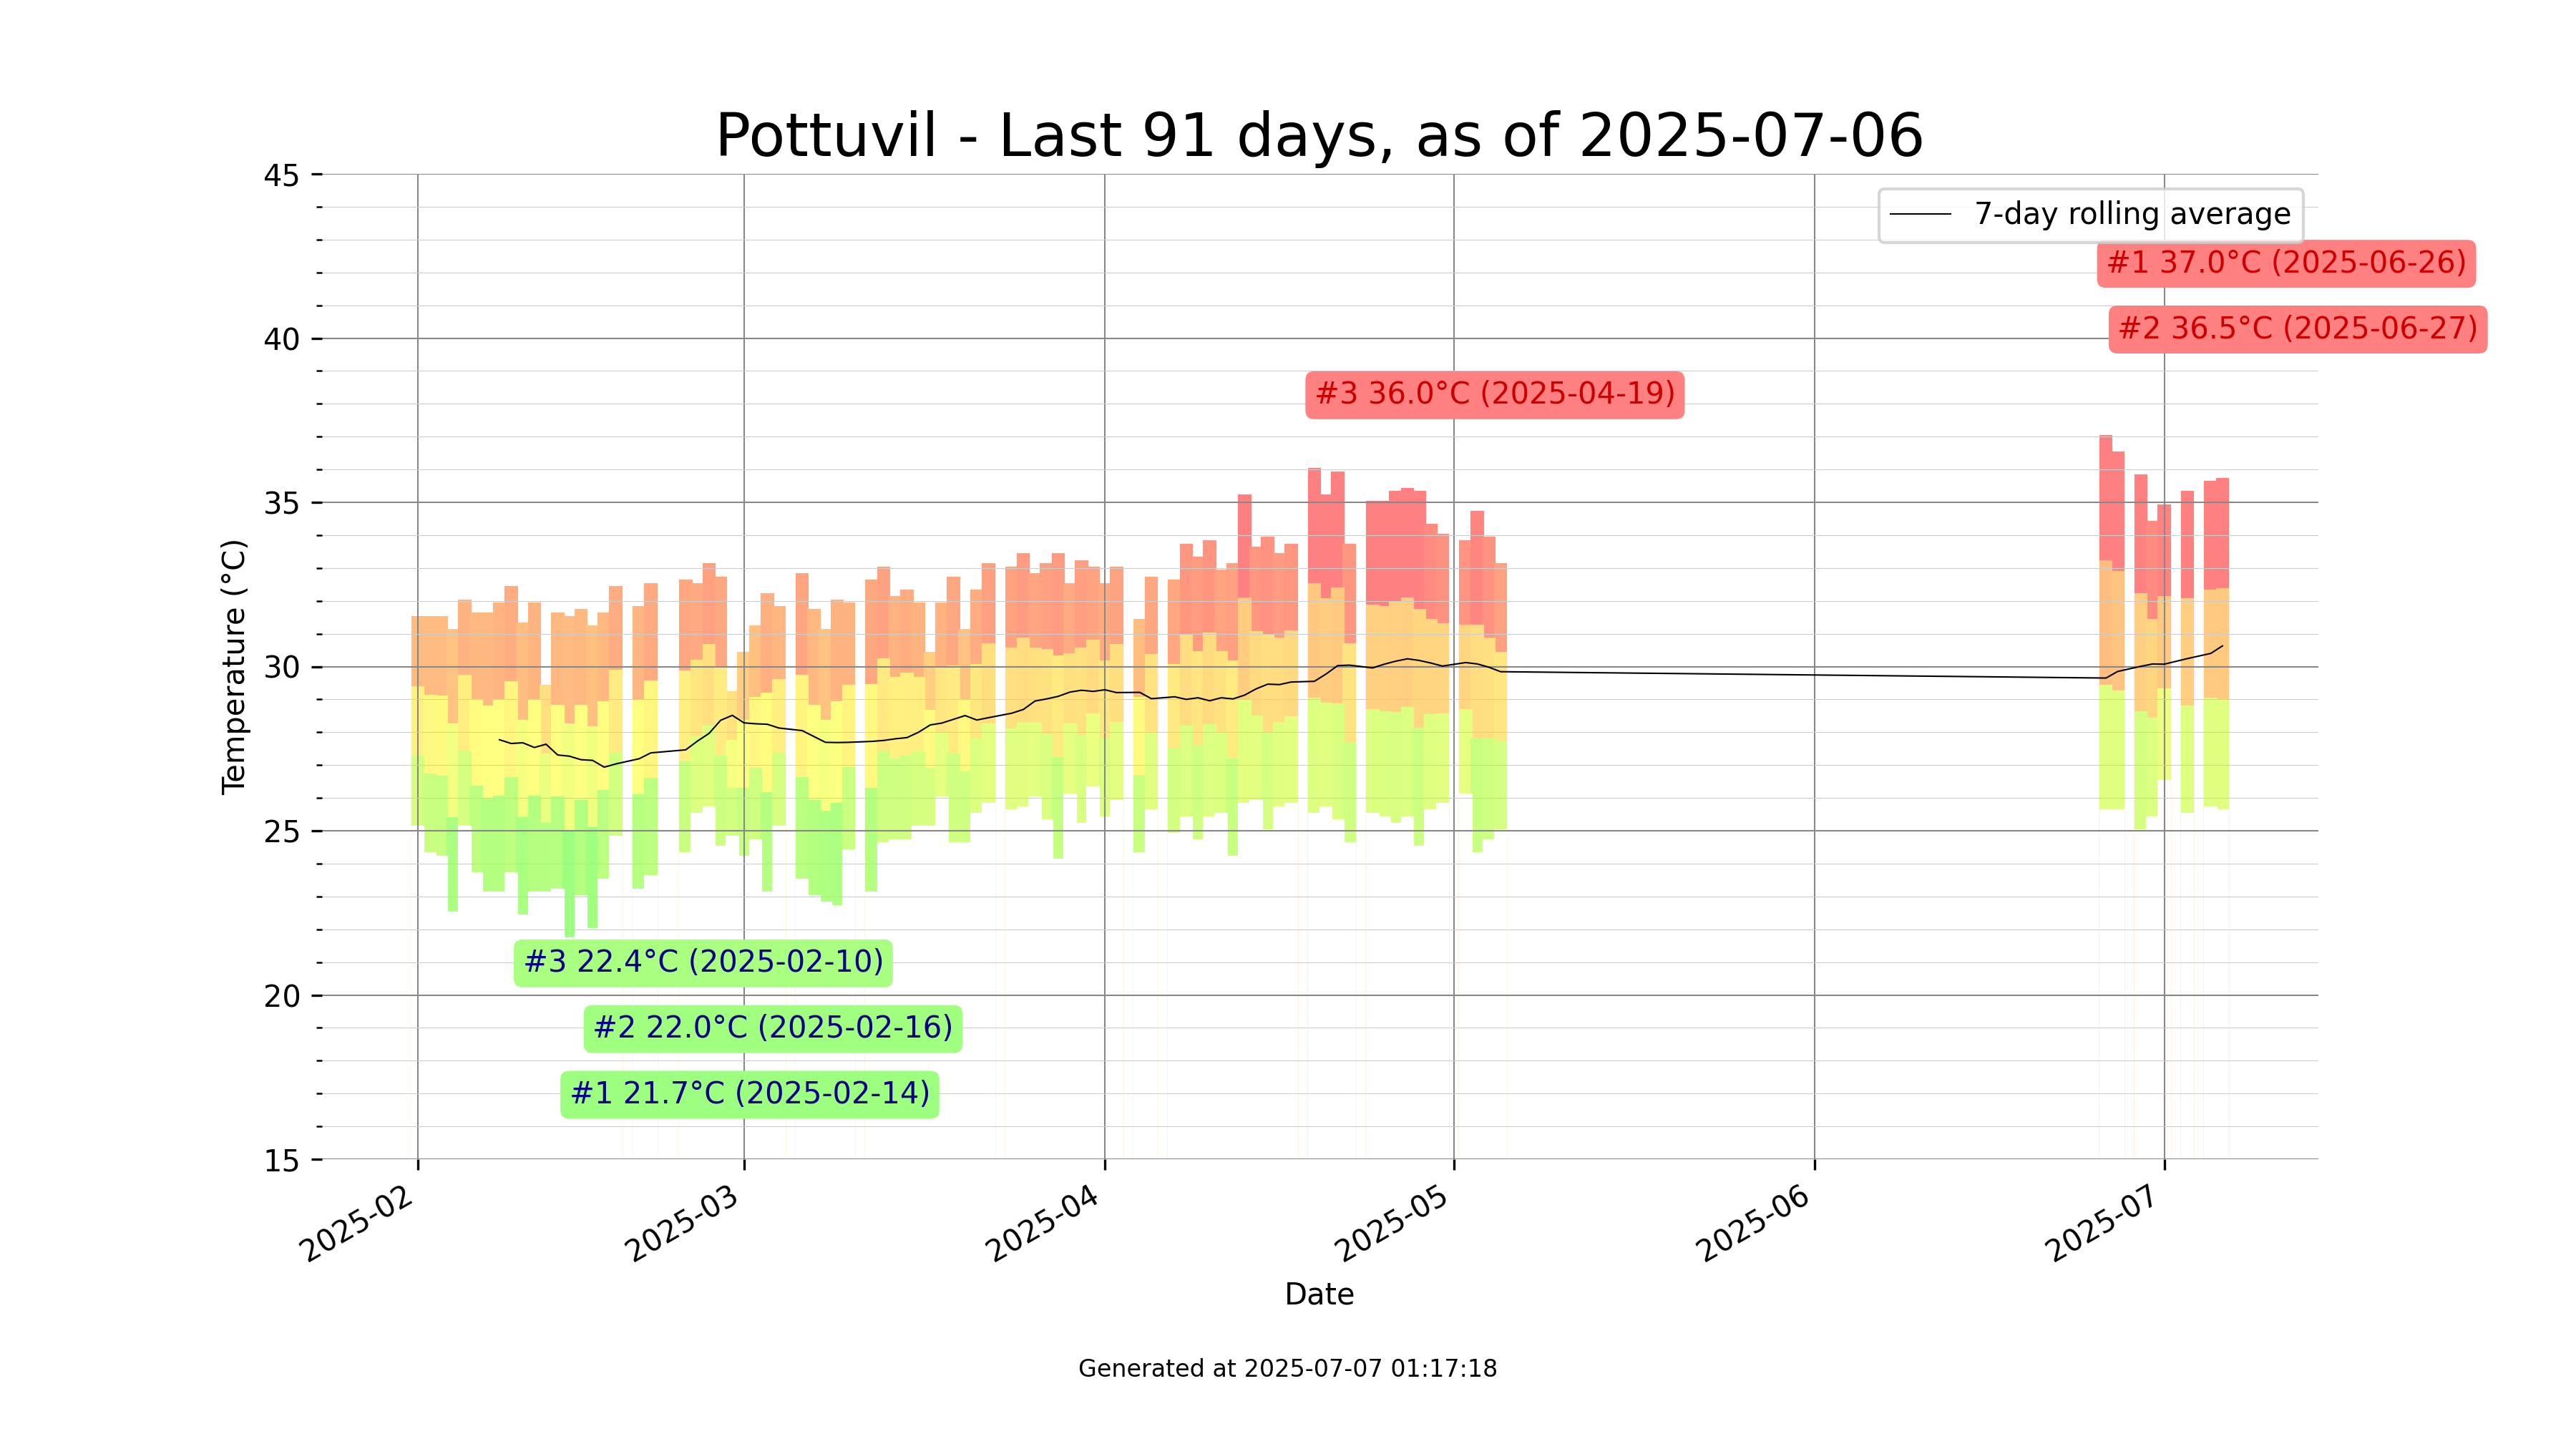 Pottuvil - Last 91 days, as of 2025-07-06
45
7-day rolling average
#1 37.0°C (2025-06-26)
#2 36.5°C (2025-06-27)
40
#3 36.0°C (2025-04-19)
35
Temperature (°C)
30
25
#3 22.4°C (2025-02-10)
20
#2 22.0°C (2025-02-16)
#1 21.7°C (2025-02-14)
15
2025-02
2025-03
2025-04
2025-05
2025-06
2025-07
Date
Generated at 2025-07-07 01:17:18